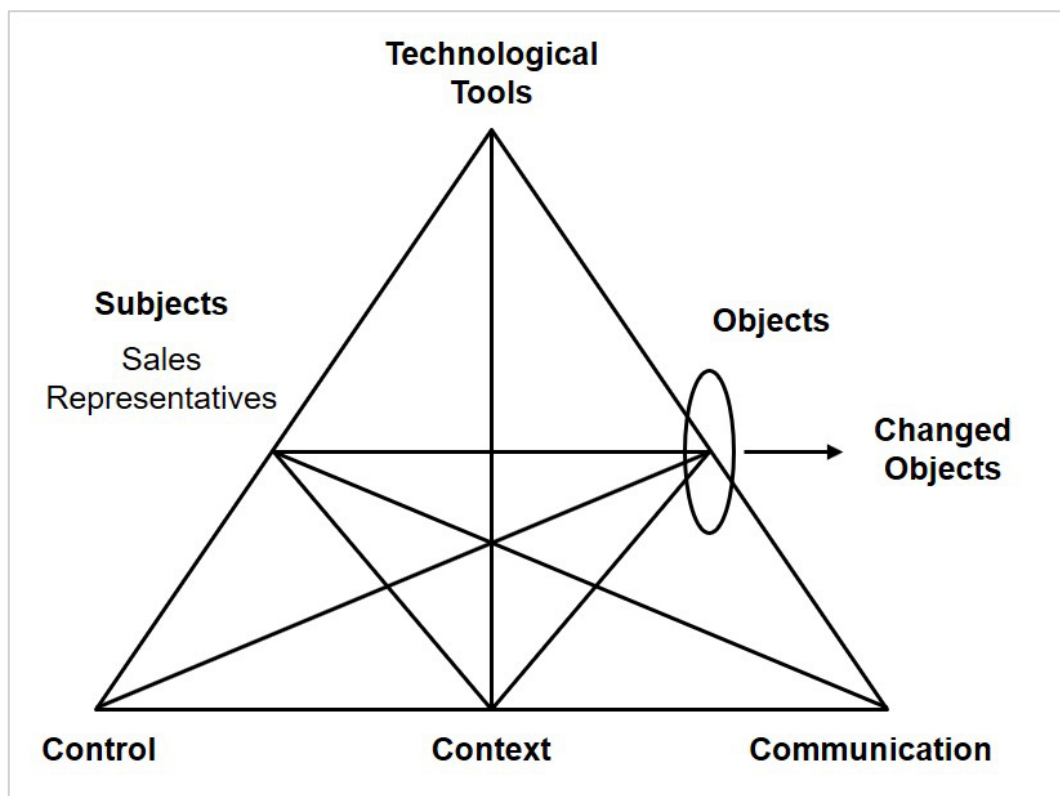 Technological
Tools
Subjects
Sales
Representatives
Objects
Changed
Objects
Control
Context
Communication